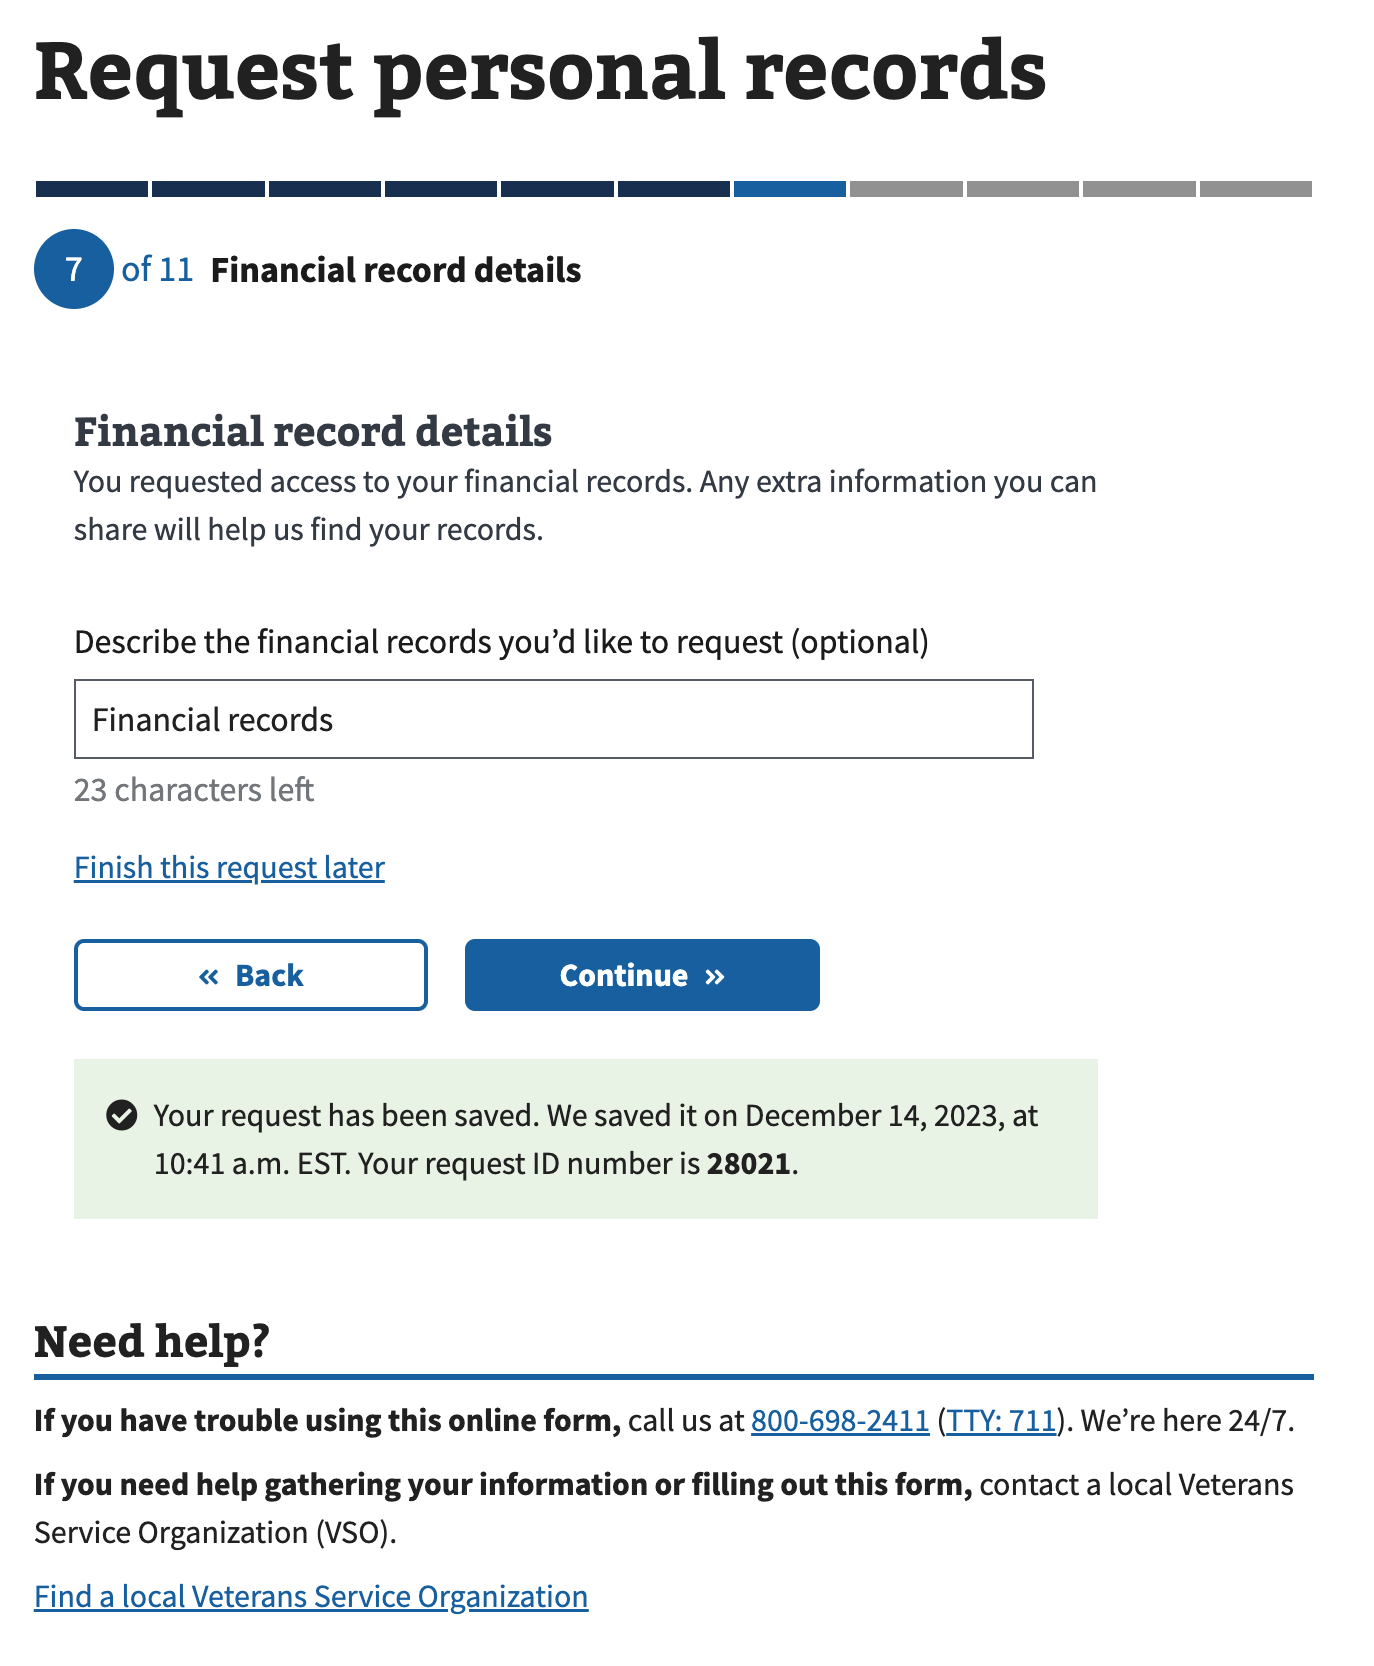 Request personal records
7 of 11 Financial record details
Financial record details
You requested access to your financial records. Any extra information you can
share will help us find your records.
Describe the financial records you’d like to request (optional)
Financial records
23 characters left
Finish this request later
« Back
Continue »
Your request has been saved. We saved it on December 14, 2023, at
10:41 a.m. EST. Your request ID number is 28021.
Need help?
If you have trouble using this online form, call us at 800-698-2411 (TTY: 711). We’re here 24/7.
If you need help gathering your information or filling out this form, contact a local Veterans
Service Organization (VSO).
Find a local Veterans Service Organization